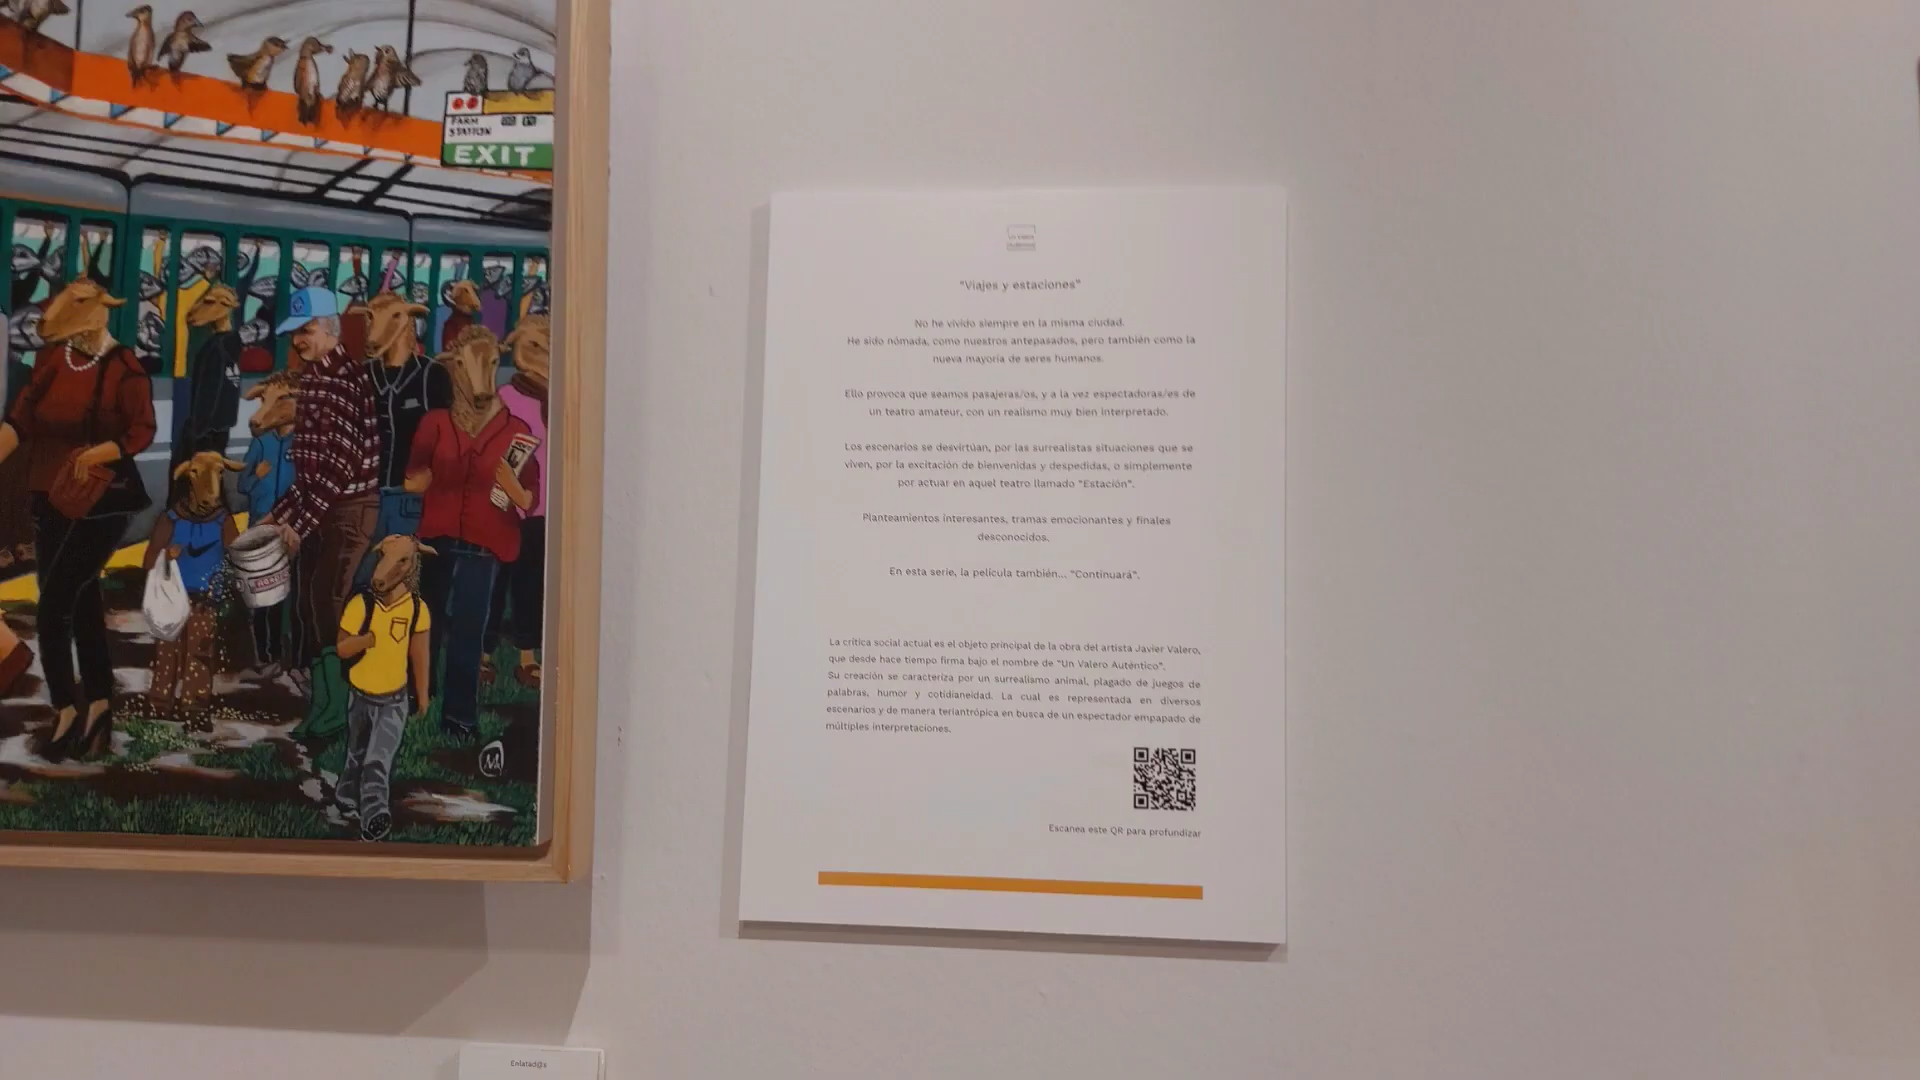 FARM
STATION
EXIT
"Viajes y estaciones"
No he vivido siempre en la misma ciudad.
He sido nómada, como nuestros antepasados, pero también como la
nueva mayoría de seres humanos.
Ello provoca que seamos pasajeras/os, y a la vez espectadoras/es de
un teatro amateur, con un realismo muy bien interpretado.
Los escenarios se desvirtúan, por las surrealistas situaciones que se
viven, por la excitación de bienvenidas y despedidas, o simplemente
por actuar en aquel teatro llamado "Estación".
Planteamientos interesantes, tramas emocionantes y finales
desconocidos.
En esta serie, la película también... "Continuará".
La crítica social actual es el objeto principal de la obra del artista Javier Valero,
que desde hace tiempo firma bajo el nombre de "Un Valero Auténtico".
Su creación se caracteriza por un surrealismo animal, plagado de juegos de
palabras, humor y cotidianeidad. La cual es representada en diversos
escenarios y de manera teriantrópica en busca de un espectador empapado de
múltiples interpretaciones.
Escanea este QR para profundizar
Enlatad@s